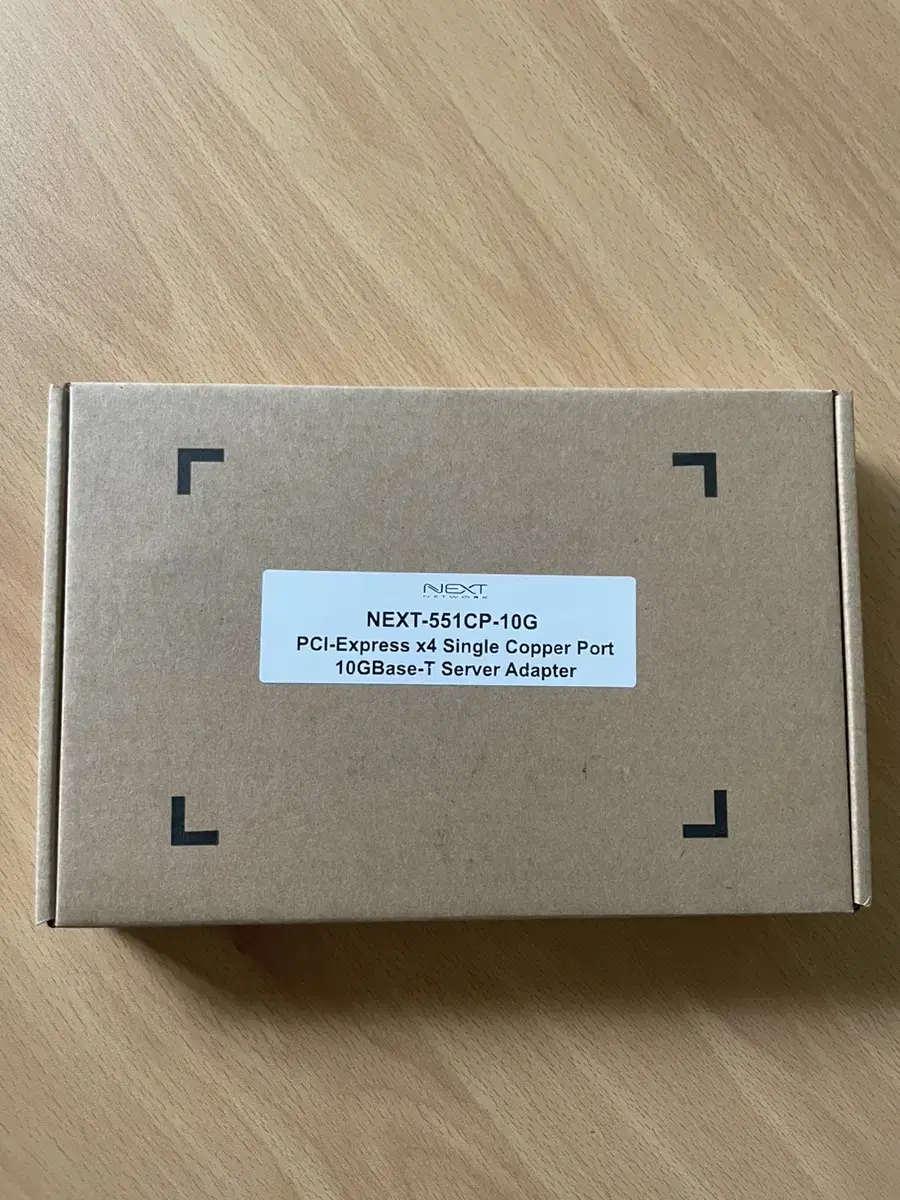 NEXT
NETWORK
NEXT-551CP-10G
PCI-Express x4 Single Copper Port
10GBase-T Server Adapter